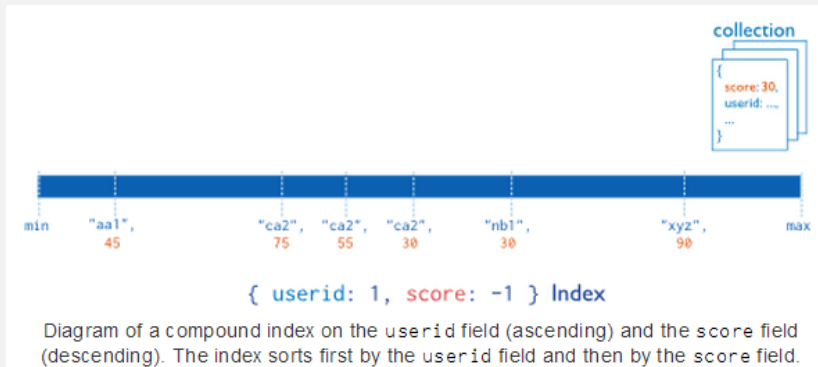 collection
{
score: 30,
userid: ...,
...
}
min "aa1", "ca2", "ca2", "ca2", "nb1", "xyz", max
45 75 55 30 30 90
{ userid: 1, score: -1 } Index
Diagram of a compound index on the userid field (ascending) and the score field
(descending). The index sorts first by the userid field and then by the score field.